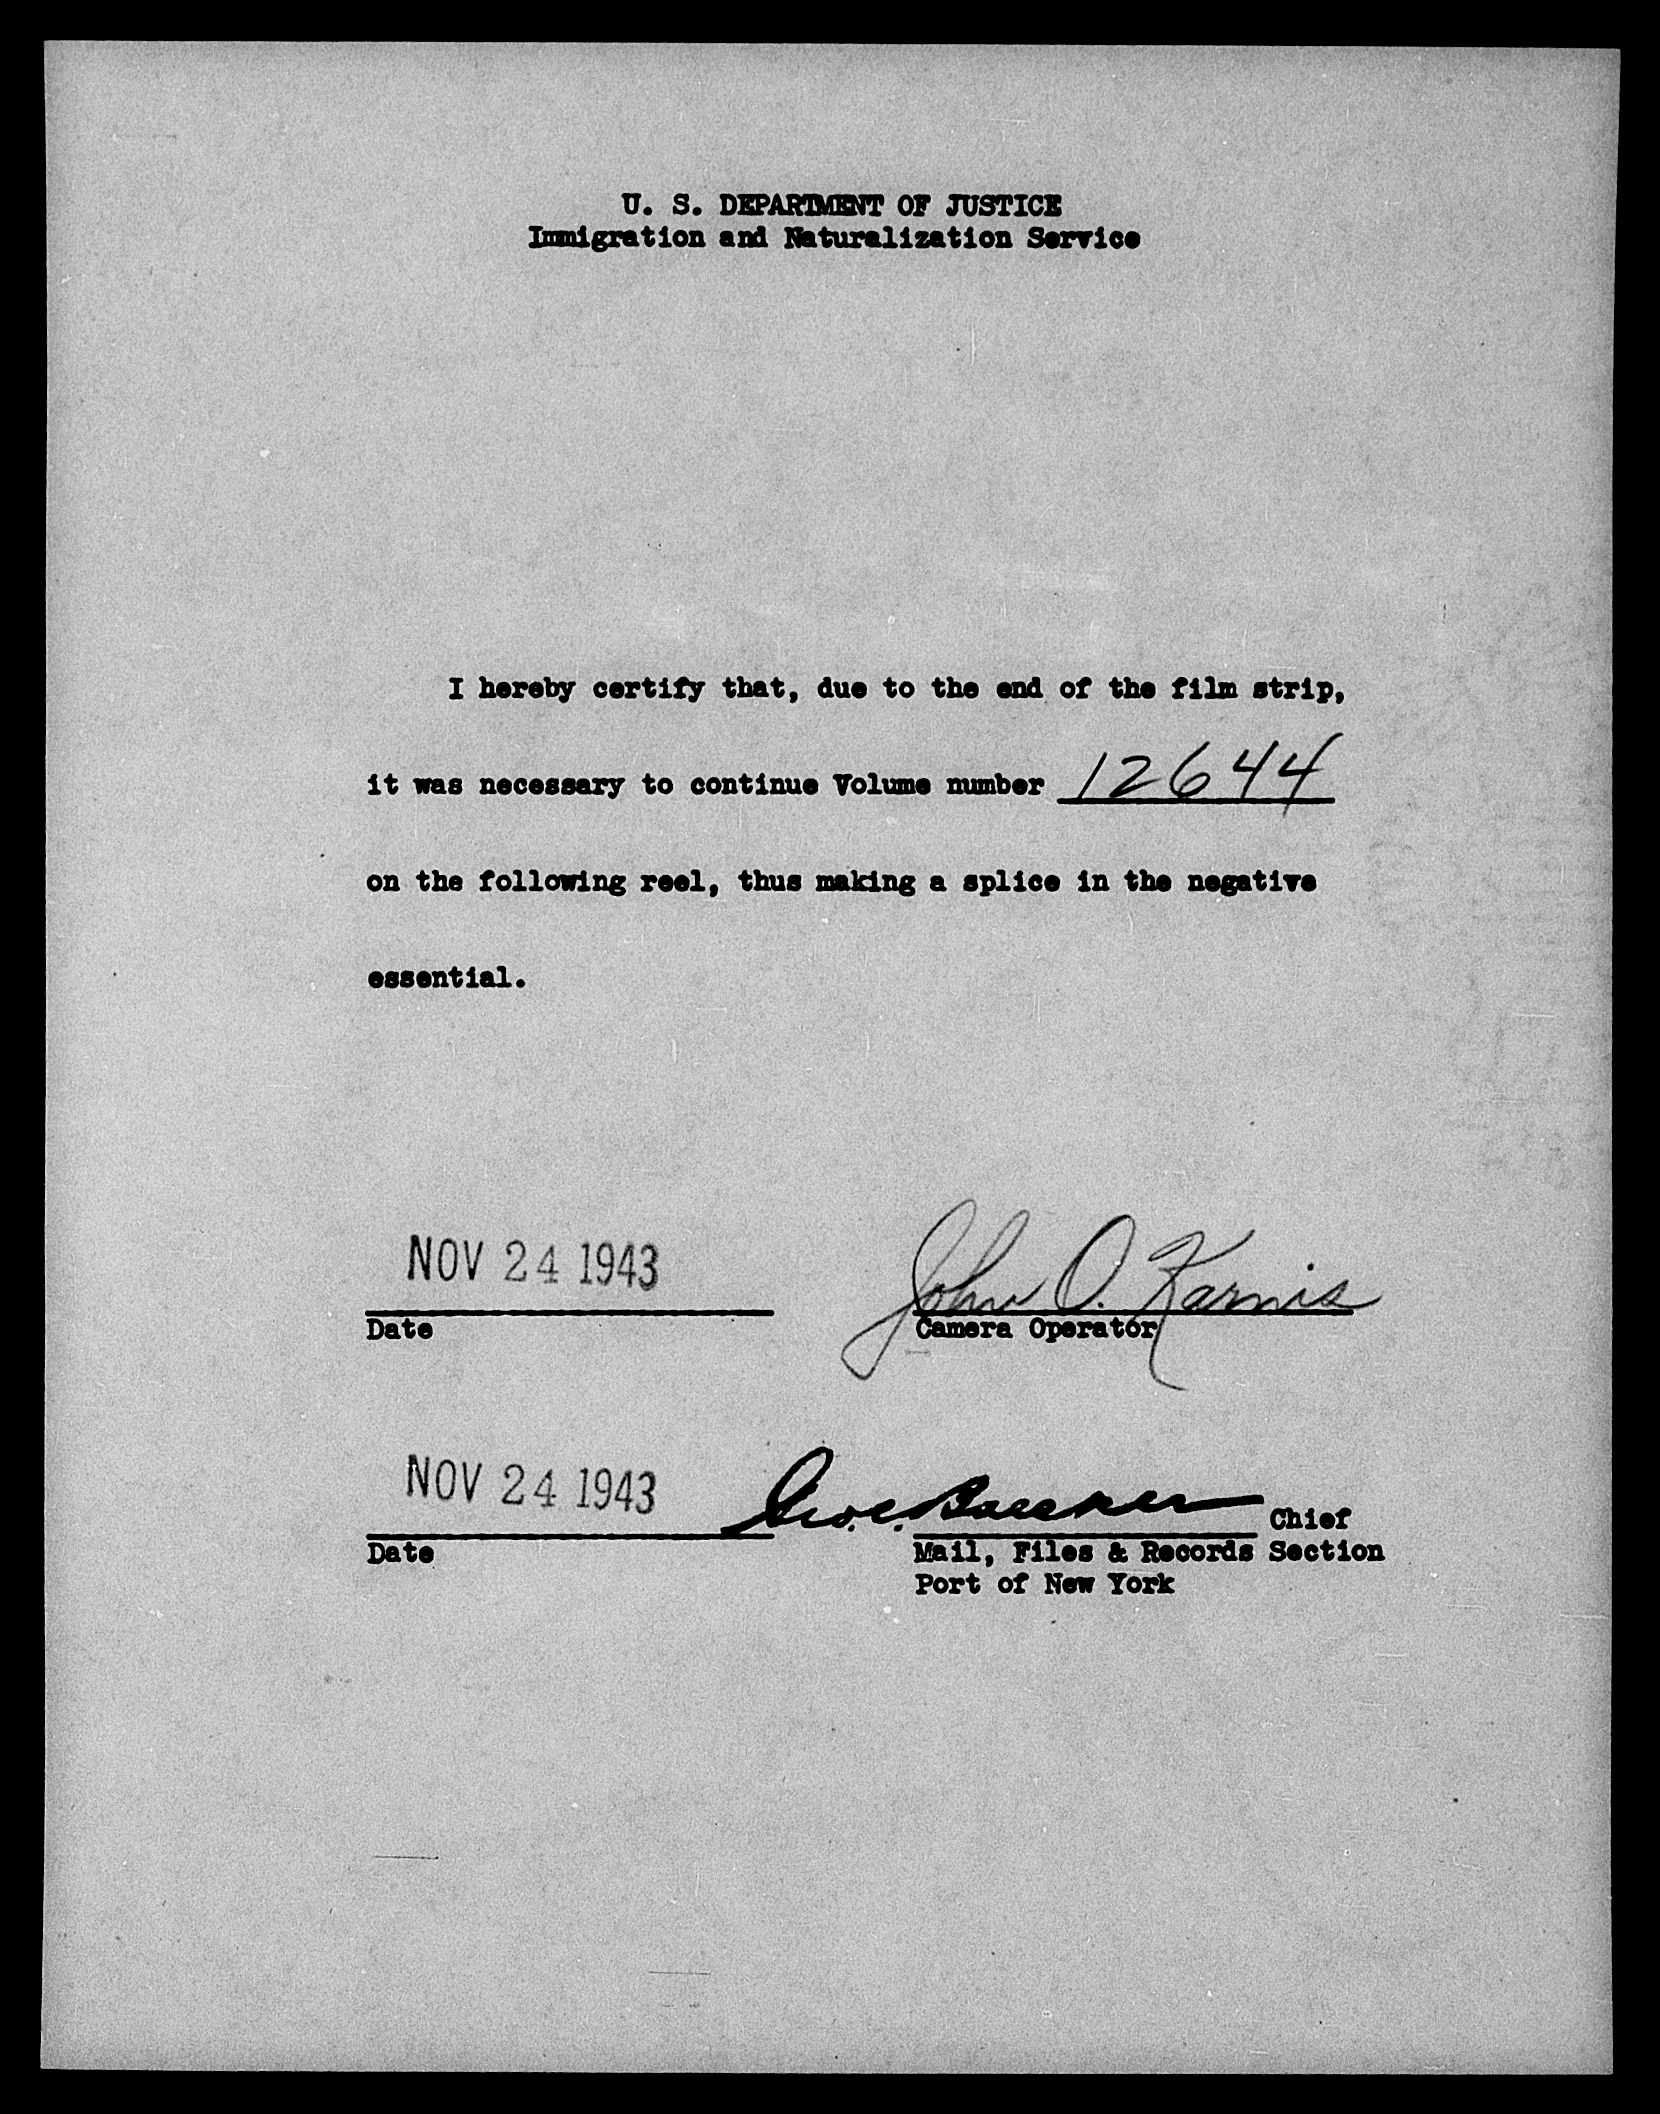 U. S. DEPARTMENT OF JUSTICE
Immigration and Naturalization Service
I hereby certify that, due to the end of the film strip,
it was necessary to continue Volume number 12644
on the following reel, thus making a splice in the negative
essential.
NOV 24 1943
John O. Karnis
Date
Camera Operator
NOV 24 1943
Chief
Date
Mail, Files & Records Section
Port of New York